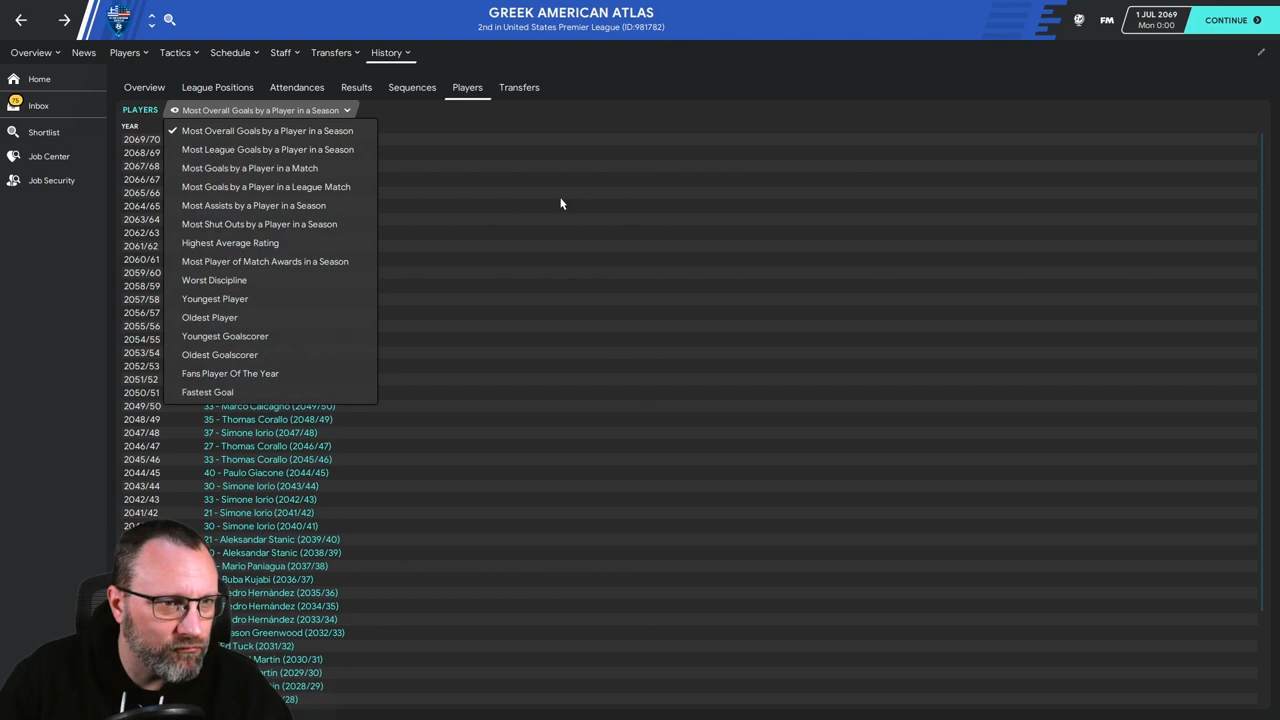 GREEK AMERICAN ATLAS
2nd in United States Premier League (ID:981782)
FM
1 JUL 2069
Mon 0:00
CONTINUE
Overview
News
Players
Tactics
Schedule
Staff
Transfers
History
Home
75
Inbox
Shortlist
Job Center
Job Security
Overview
League Positions
Attendances
Results
Sequences
Players
Transfers
PLAYERS
Most Overall Goals by a Player in a Season
YEAR
Most Overall Goals by a Player in a Season
Most League Goals by a Player in a Season
Most Goals by a Player in a Match
Most Goals by a Player in a League Match
Most Assists by a Player in a Season
Most Shut Outs by a Player in a Season
Highest Average Rating
Most Player of Match Awards in a Season
Worst Discipline
Youngest Player
Oldest Player
Youngest Goalscorer
Oldest Goalscorer
Fans Player Of The Year
Fastest Goal
2069/70
2068/69
2067/68
2066/67
2065/66
2064/65
2063/64
2062/63
2061/62
2060/61
2059/60
2058/59
2057/58
2056/57
2055/56
2054/55
2053/54
2052/53
2051/52
2050/51
2049/50 33 - Marco Calcagno (2049/50)
2048/49 35 - Thomas Corallo (2048/49)
2047/48 37 - Simone Iorio (2047/48)
2046/47 27 - Thomas Corallo (2046/47)
2045/46 33 - Thomas Corallo (2045/46)
2044/45 40 - Paulo Giacone (2044/45)
2043/44 30 - Simone Iorio (2043/44)
2042/43 33 - Simone Iorio (2042/43)
2041/42 21 - Simone Iorio (2041/42)
30 - Simone Iorio (2040/41)
21 - Aleksandar Stanic (2039/40)
- Aleksandar Stanic (2038/39)
- Mario Paniagua (2037/38)
Buba Kujabi (2036/37)
Pedro Hernández (2035/36)
Pedro Hernández (2034/35)
Pedro Hernández (2033/34)
Mason Greenwood (2032/33)
Ed Tuck (2031/32)
Martín (2030/31)
(2029/30)
(2028/29)